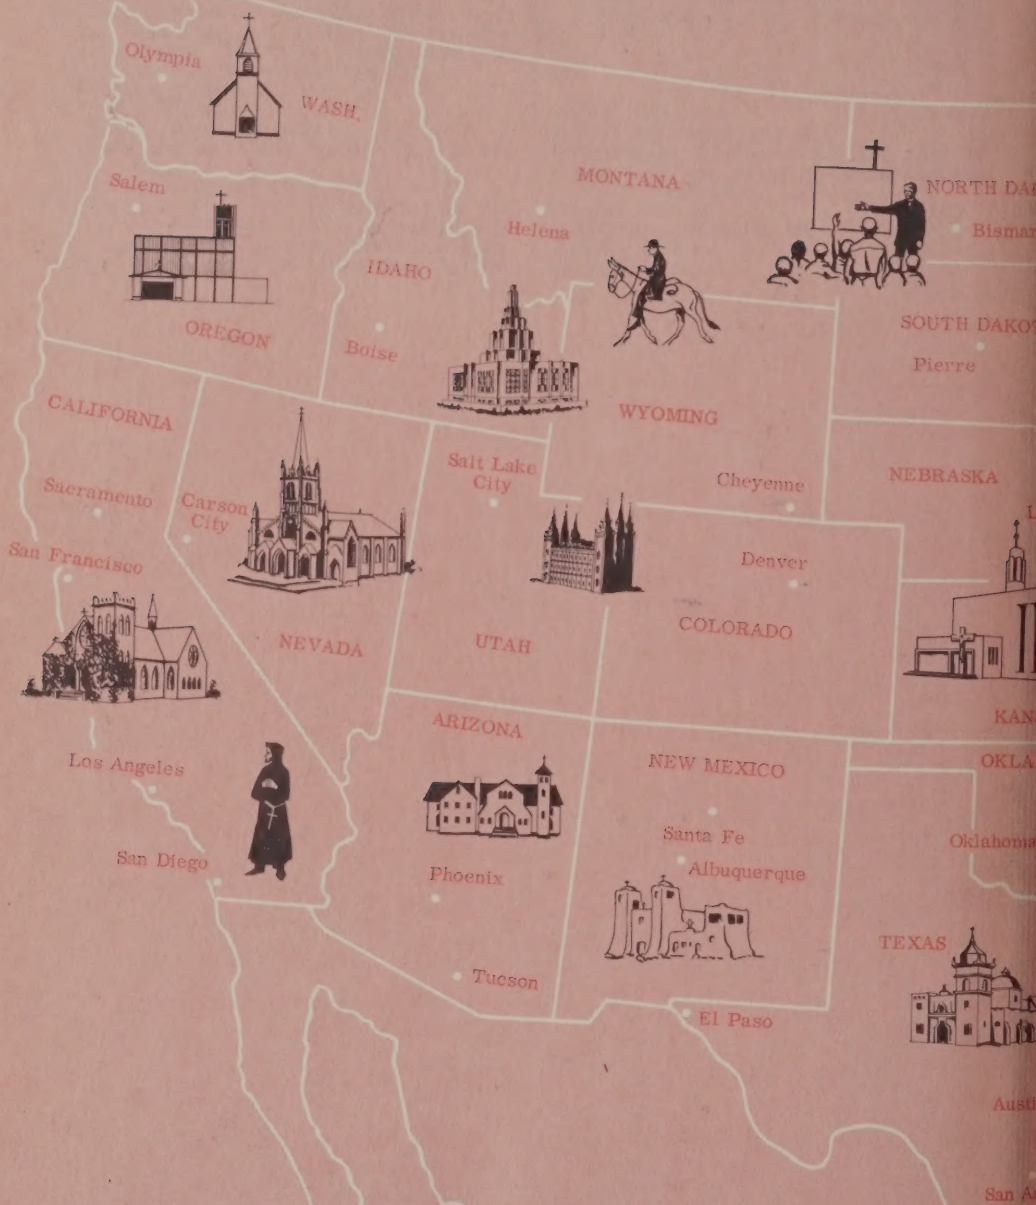 Olympia
WASH.
Salem
OREGON
MONTANA
Helena
IDAHO
Boise
NORTH DA
Bismar
SOUTH DAKO
Pierre
WYOMING
Cheyenne
NEBRASKA
CALIFORNIA
Sacramento
San Francisco
Carson
City
NEVADA
Salt Lake
City
UTAH
Denver
COLORADO
KAN
Los Angeles
San Diego
ARIZONA
Phoenix
Tucson
NEW MEXICO
Santa Fe
Albuquerque
OKLA
Oklahoma
TEXAS
El Paso
Austi
San A